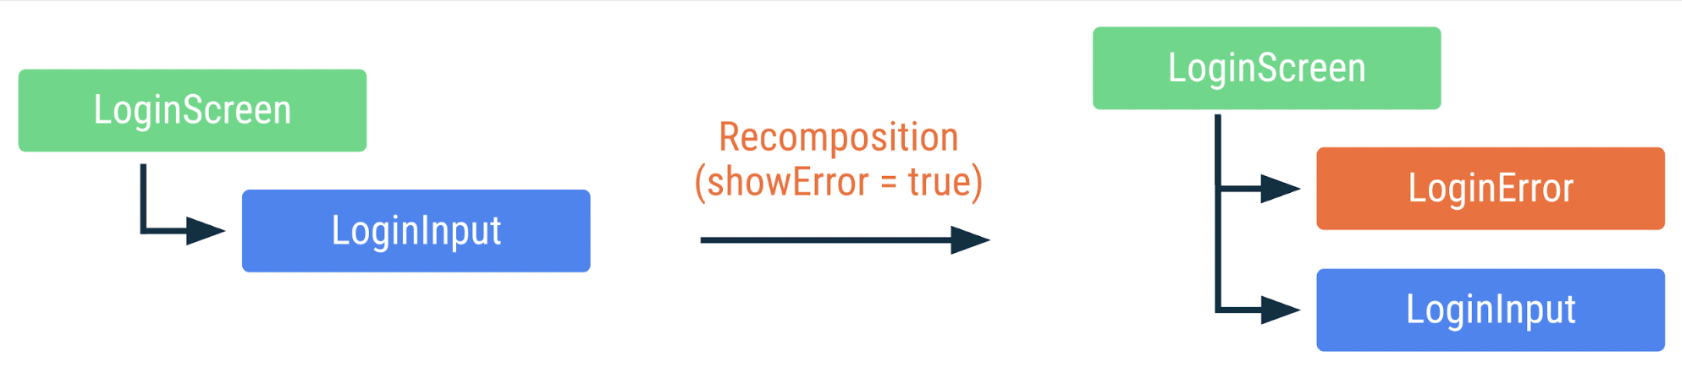 LoginScreen
LoginInput
Recomposition
(showError = true)
LoginScreen
LoginError
LoginInput